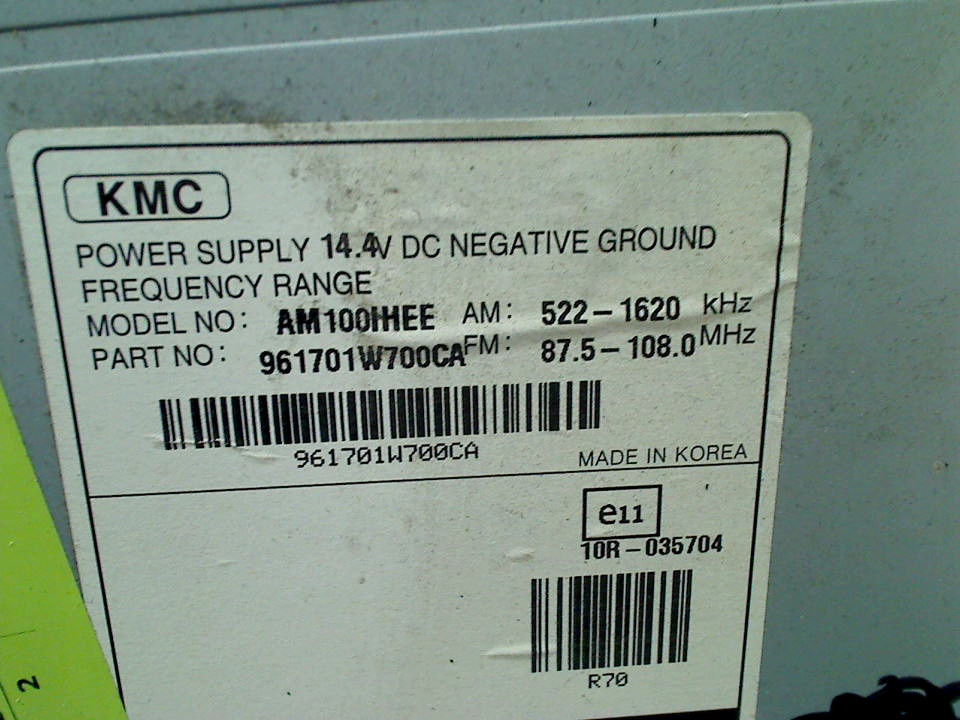 KMC
POWER SUPPLY 14.4V DC NEGATIVE GROUND
FREQUENCY RANGE
MODEL NO: AM100IHEE AM: 522-1620 kHz
PART NO: 961701W700CA FM: 87.5-108.0 MHz
961701W700CA
MADE IN KOREA
e11
10R-035704
R70
2